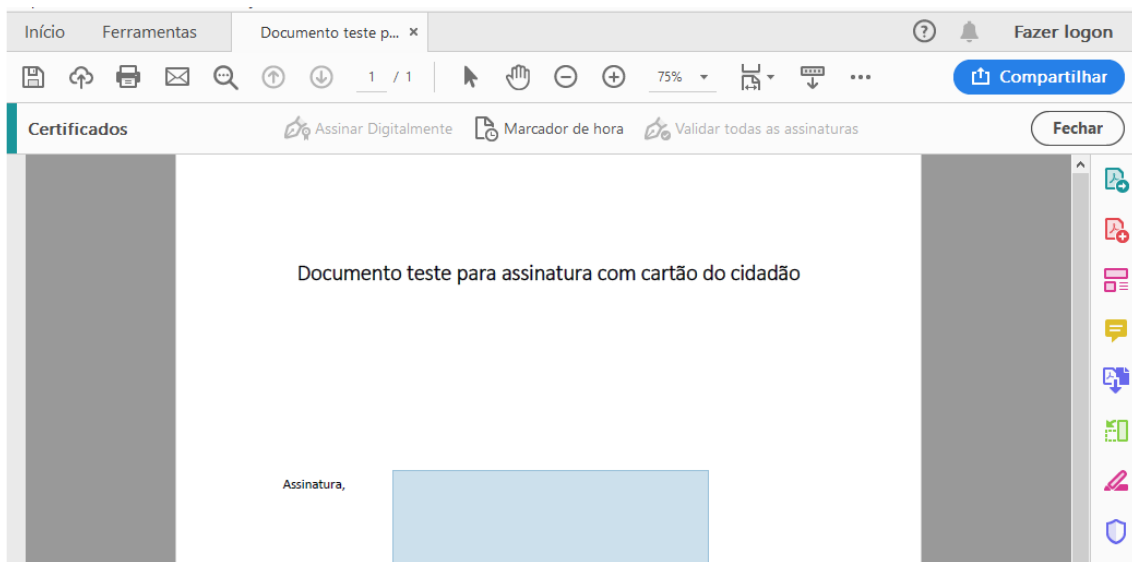 Início Ferramentas Documento teste p... × ? Fazer logon
1 / 1 75% Compartilhar
Certificados Assinar Digitalmente Marcador de hora Validar todas as assinaturas Fechar
Documento teste para assinatura com cartão do cidadão
Assinatura,